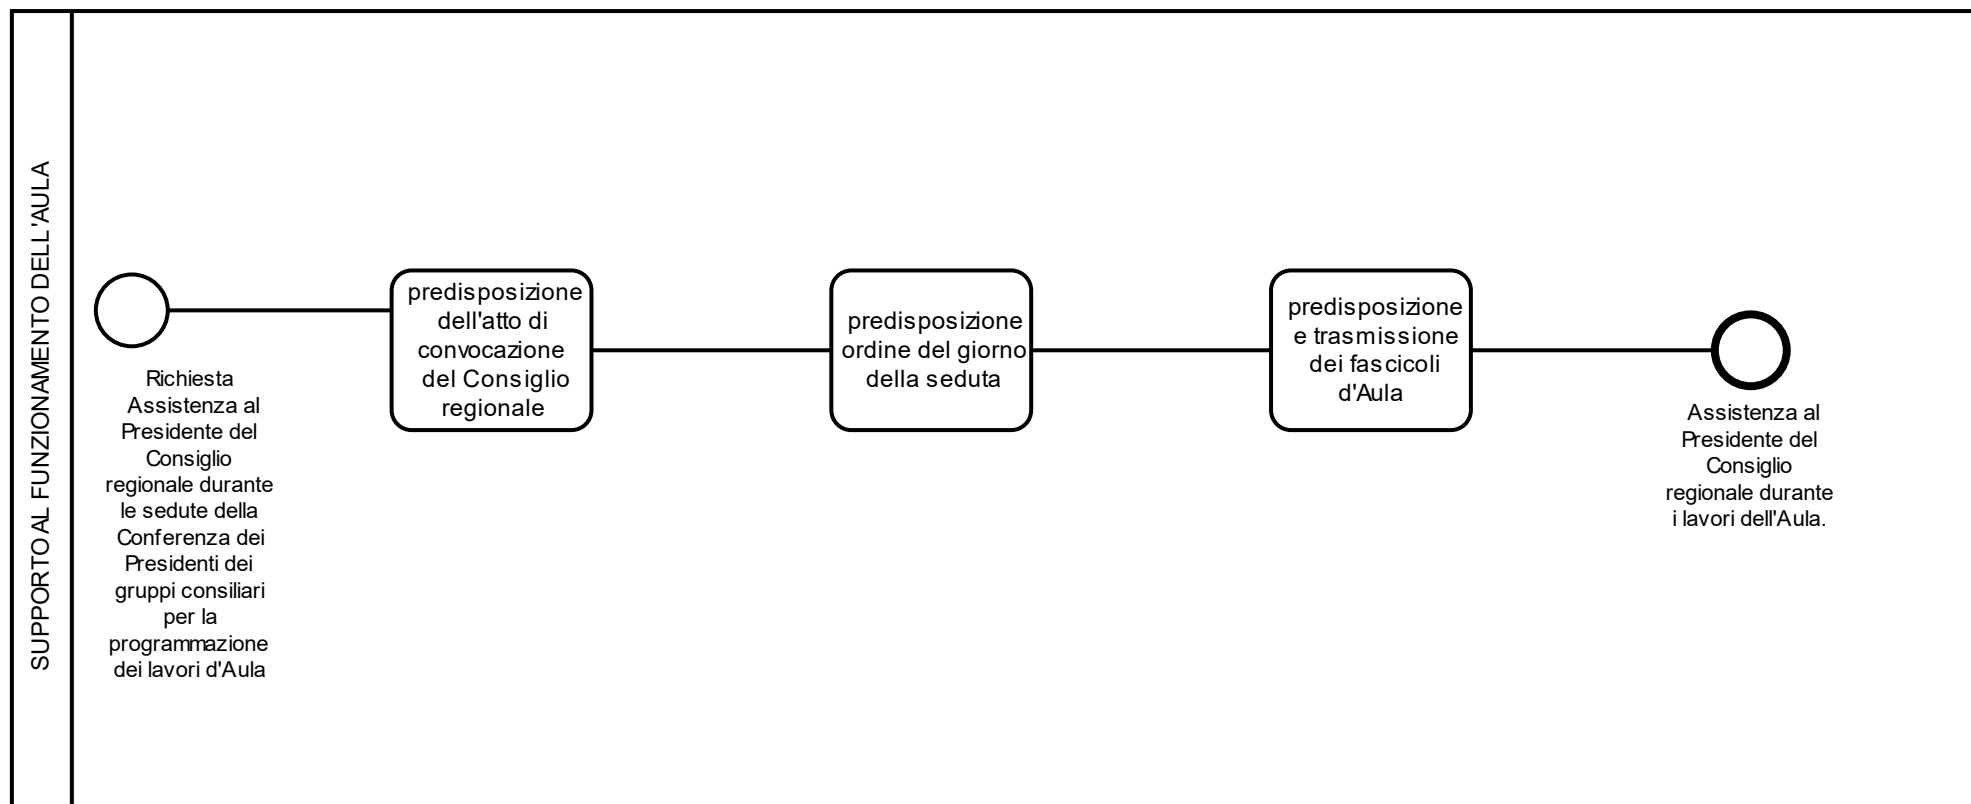 SUPPORTO AL FUNZIONAMENTO DELL'AULA
Richiesta
Assistenza al
Presidente del
Consiglio
regionale durante
le sedute della
Conferenza dei
Presidenti dei
gruppi consiliari
per la
programmazione
dei lavori d'Aula
predisposizione
dell'atto di
convocazione
del Consiglio
regionale
predisposizione
ordine del giorno
della seduta
predisposizione
e trasmissione
dei fascicoli
d'Aula
Assistenza al
Presidente del
Consiglio
regionale durante
i lavori dell'Aula.